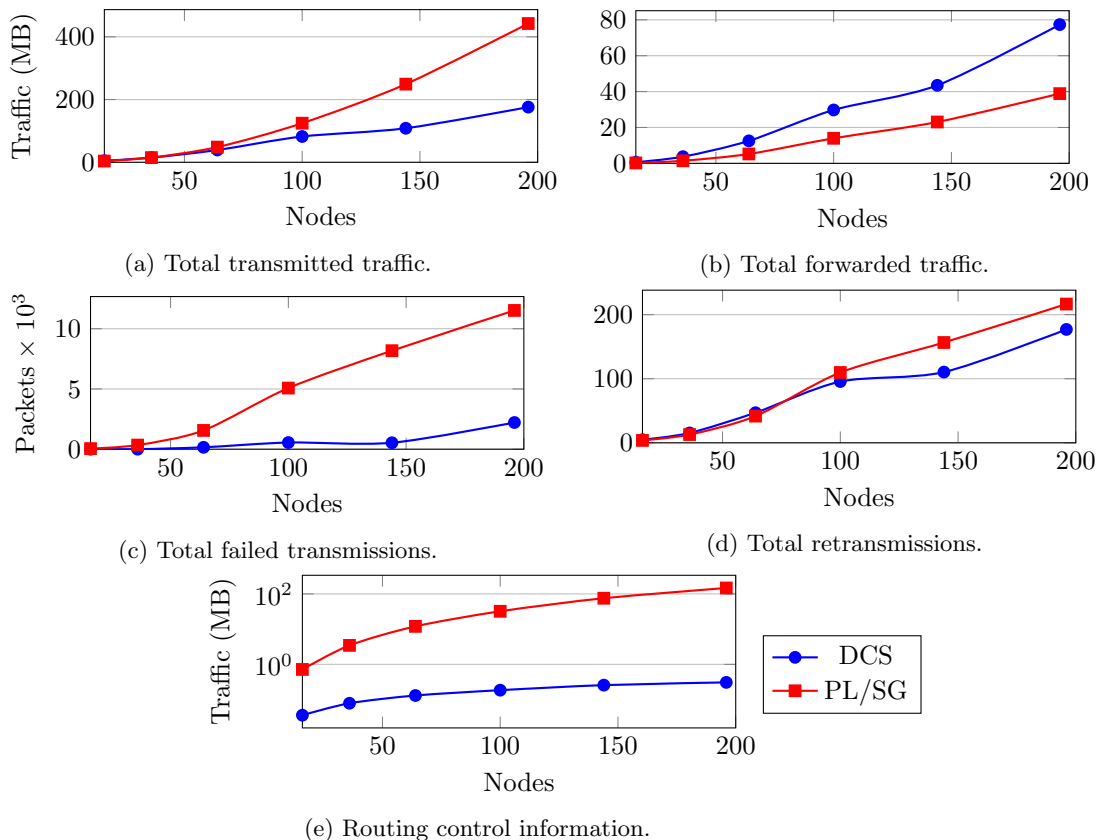 Traffic (MB)
400
200
0
50
100
150
200
Nodes
(a) Total transmitted traffic.
80
60
40
20
0
50
100
150
200
Nodes
(b) Total forwarded traffic.
Packets × 10³
10
5
0
50
100
150
200
Nodes
(c) Total failed transmissions.
200
100
0
50
100
150
200
Nodes
(d) Total retransmissions.
Traffic (MB)
10²
10⁰
50
100
150
200
Nodes
(e) Routing control information.
DCS
PL/SG